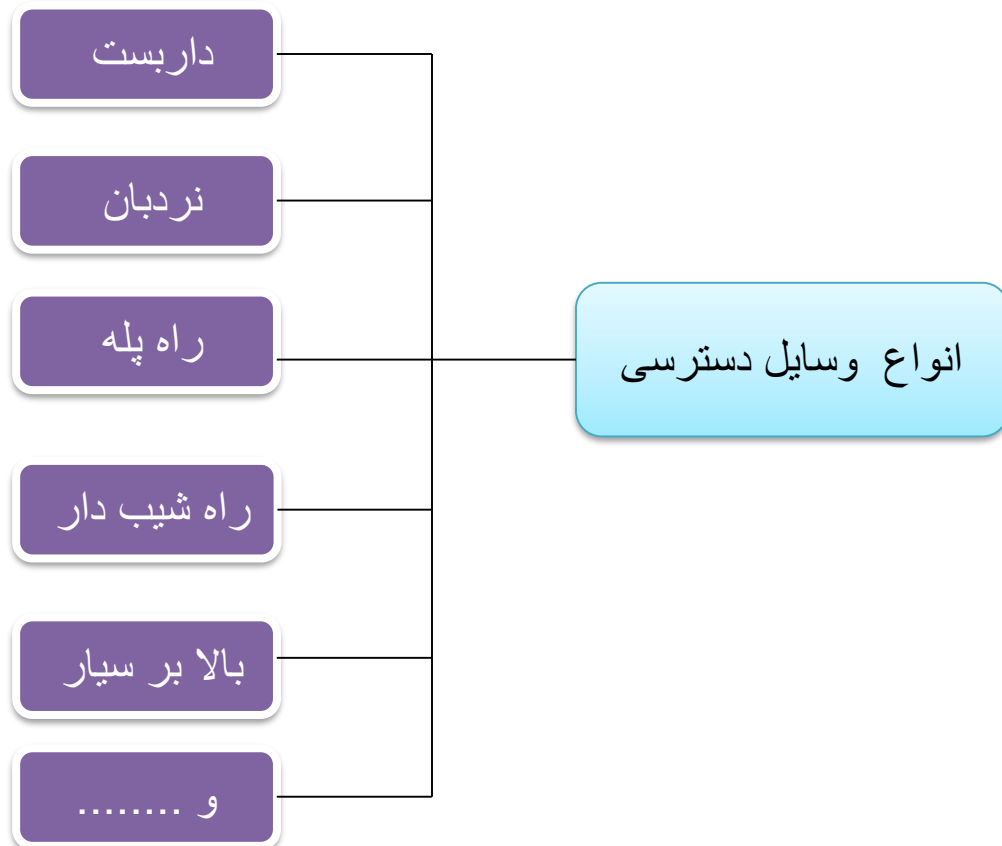 انواع وسایل دسترسی
داربست
نردبان
راه پله
راه شیب دار
بالا بر سیار
و ........